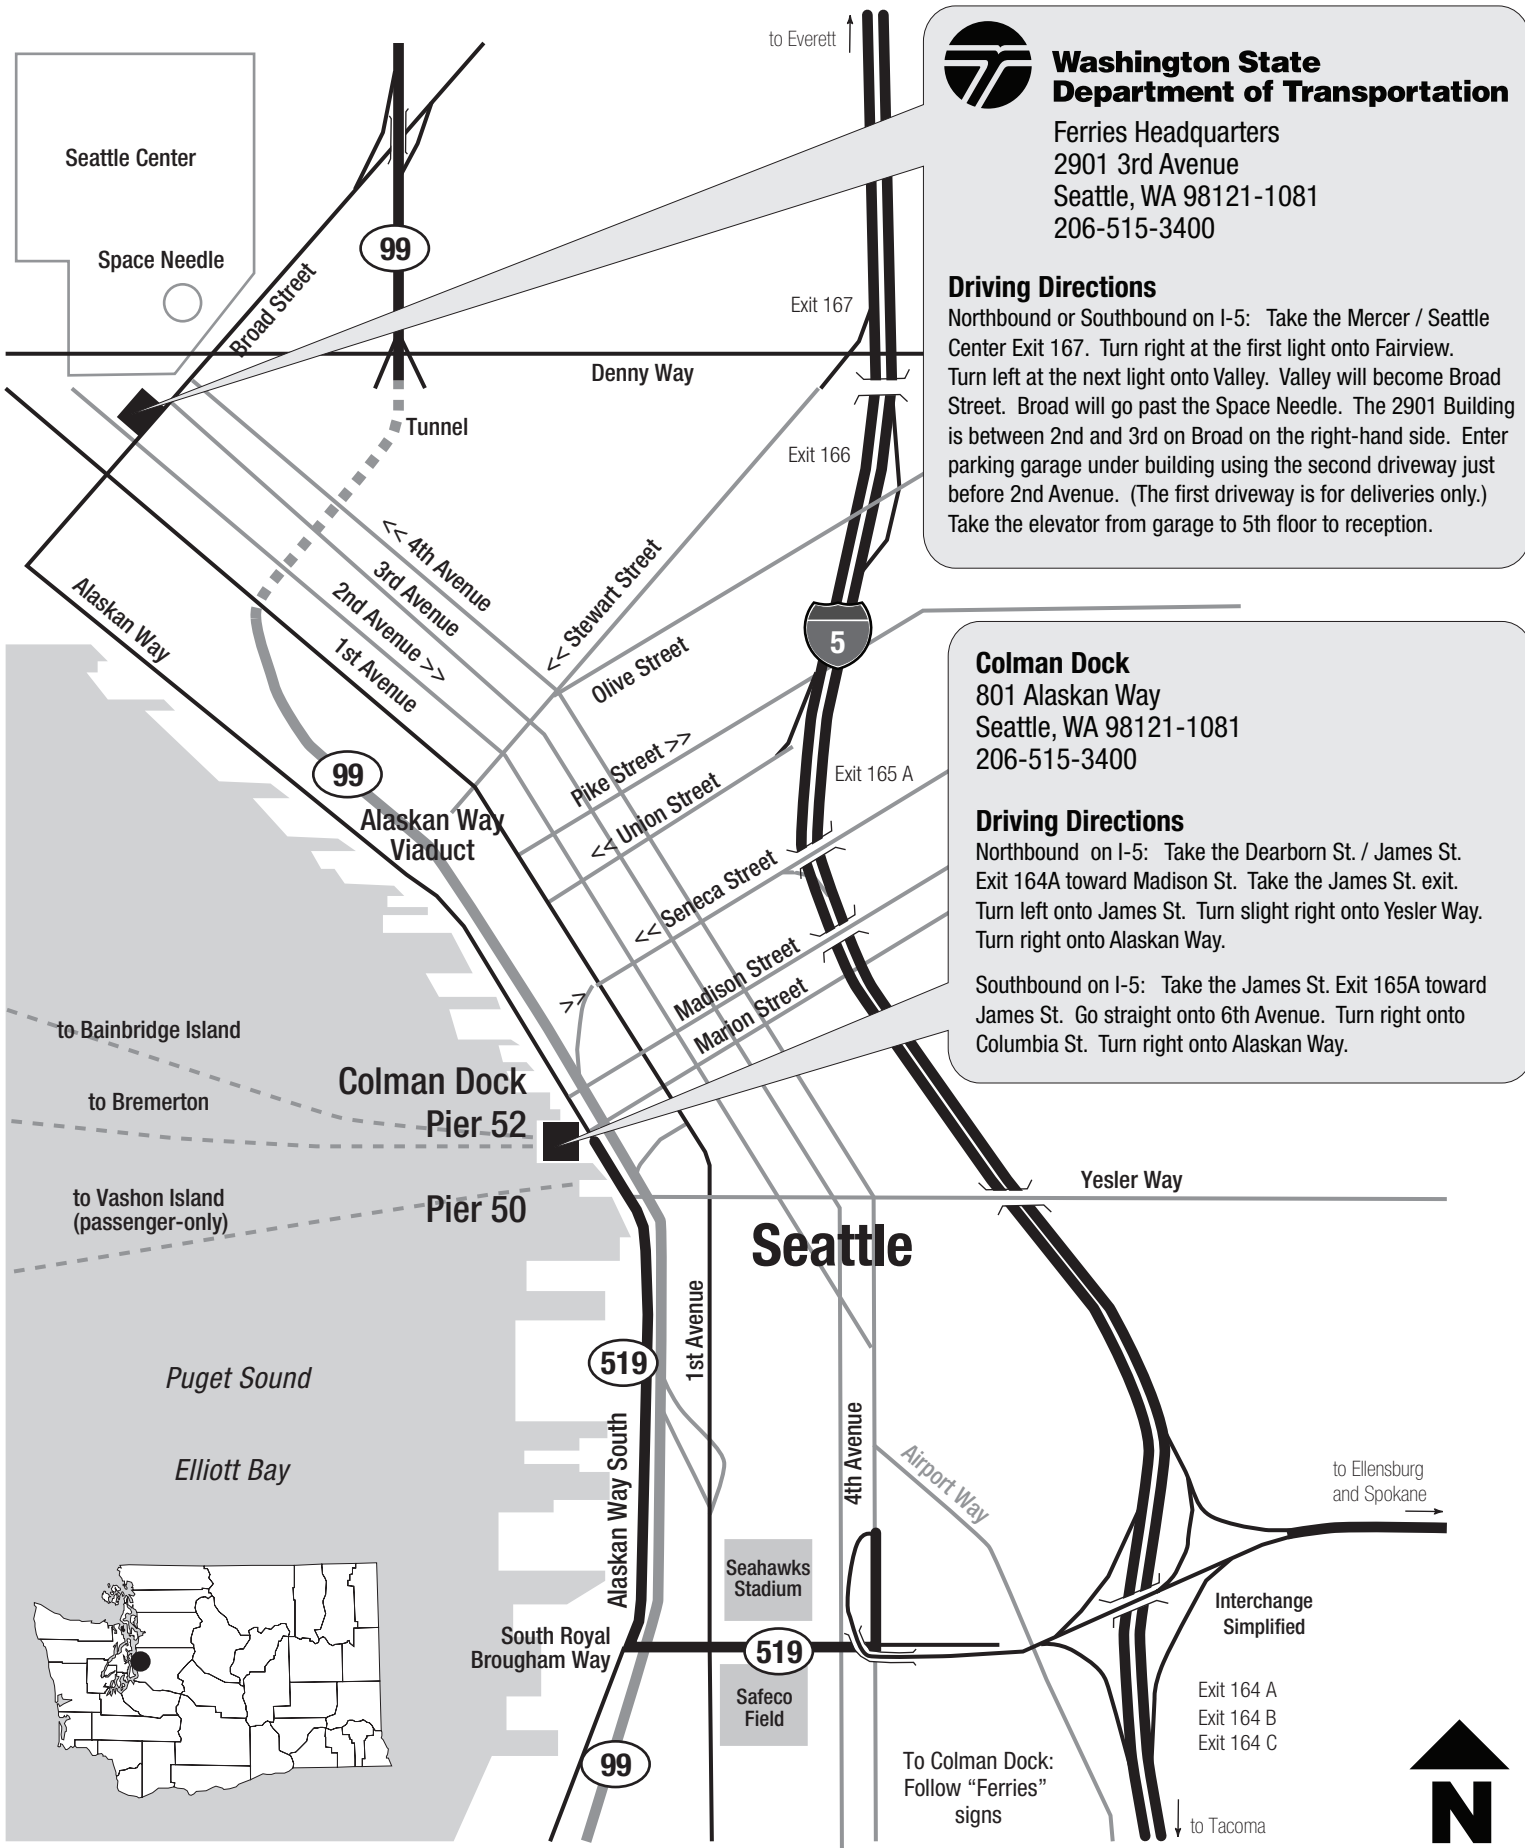 to Everett
Washington State
Department of Transportation
Ferries Headquarters
2901 3rd Avenue
Seattle, WA 98121-1081
206-515-3400
Driving Directions
Northbound or Southbound on I-5: Take the Mercer / Seattle
Center Exit 167. Turn right at the first light onto Fairview.
Turn left at the next light onto Valley. Valley will become Broad
Street. Broad will go past the Space Needle. The 2901 Building
is between 2nd and 3rd on Broad on the right-hand side. Enter
parking garage under building using the second driveway just
before 2nd Avenue. (The first driveway is for deliveries only.)
Take the elevator from garage to 5th floor to reception.
Seattle Center
Space Needle
99
Broad Street
Exit 167
Denny Way
Tunnel
Exit 166
<< 4th Avenue
3rd Avenue
2nd Avenue >>
1st Avenue
Alaskan Way
<< Stewart Street
Olive Street
5
Colman Dock
801 Alaskan Way
Seattle, WA 98121-1081
206-515-3400
Driving Directions
Northbound on I-5: Take the Dearborn St. / James St.
Exit 164A toward Madison St. Take the James St. exit.
Turn left onto James St. Turn slight right onto Yesler Way.
Turn right onto Alaskan Way.
Southbound on I-5: Take the James St. Exit 165A toward
James St. Go straight onto 6th Avenue. Turn right onto
Columbia St. Turn right onto Alaskan Way.
99
Alaskan Way
Viaduct
Pike Street >>
<< Union Street
Exit 165 A
<< Seneca Street
>>
Madison Street
Marion Street
to Bainbridge Island
to Bremerton
Colman Dock
Pier 52
to Vashon Island
(passenger-only)
Pier 50
Yesler Way
Seattle
Puget Sound
Elliott Bay
519
1st Avenue
Alaskan Way South
4th Avenue
Airport Way
to Ellensburg
and Spokane
Seahawks
Stadium
Interchange
Simplified
South Royal
Brougham Way
519
Safeco
Field
Exit 164 A
Exit 164 B
Exit 164 C
99
To Colman Dock:
Follow “Ferries”
signs
to Tacoma
N